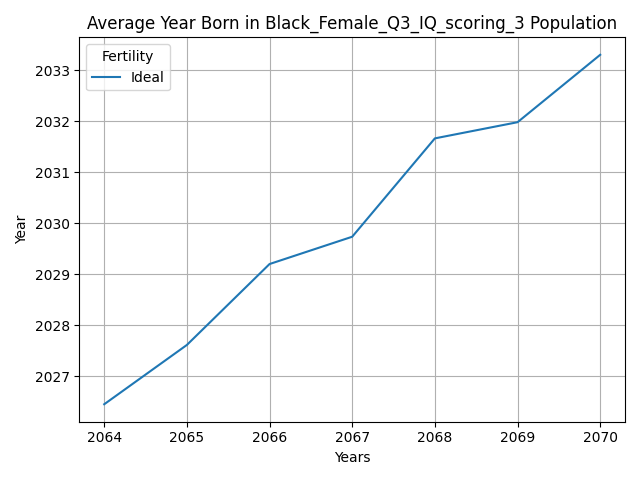 Average Year Born in Black_Female_Q3_IQ_scoring_3 Population
Fertility
Ideal
2033
2032
2031
2030
2029
2028
2027
Year
2064 2065 2066 2067 2068 2069 2070
Years